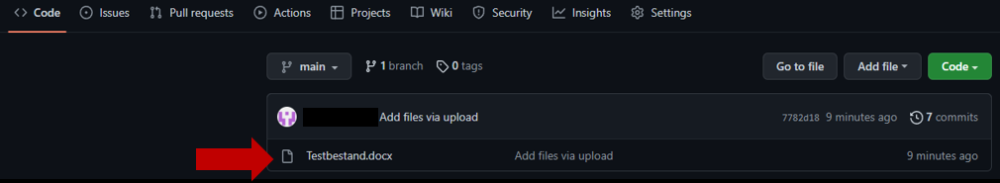 Code Issues Pull requests Actions Projects Wiki Security Insights Settings
main 1 branch 0 tags Go to file Add file Code
Add files via upload 7782d18 9 minutes ago 7 commits
Testbestand.docx Add files via upload 9 minutes ago